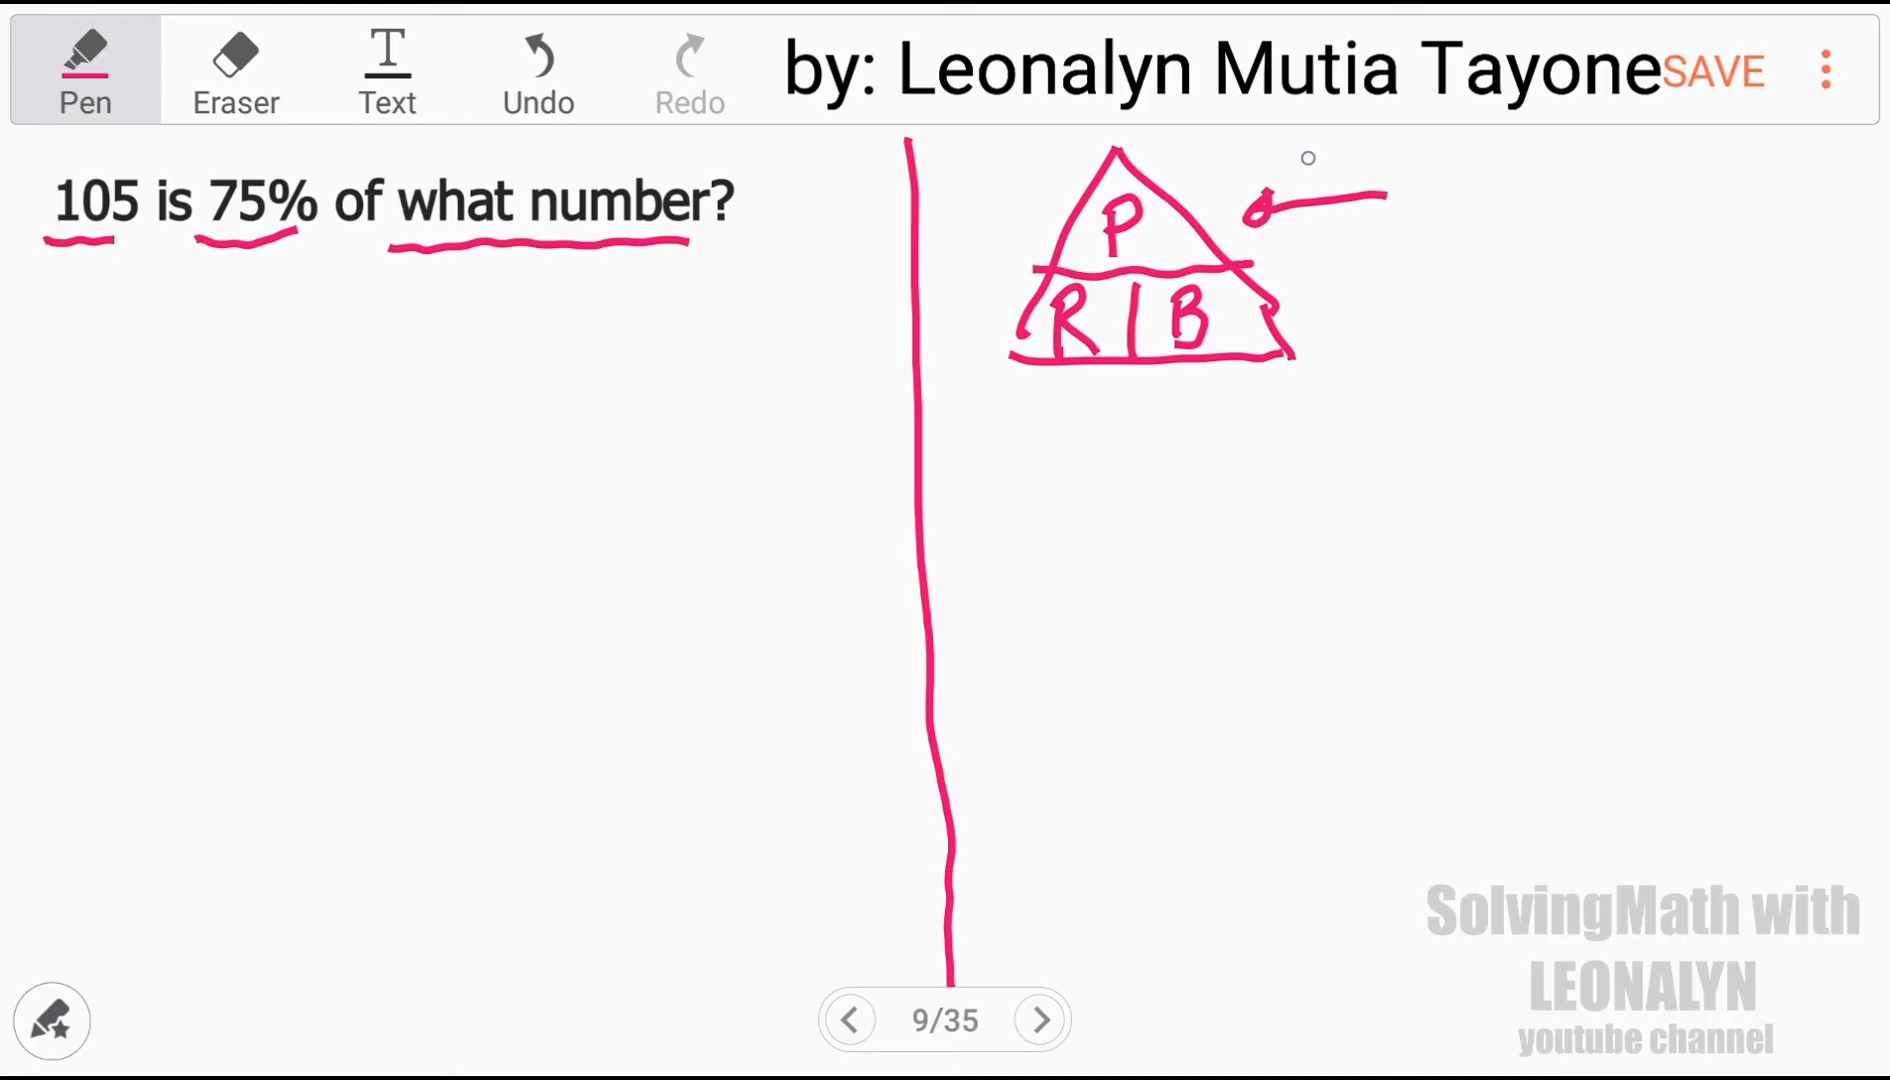 Pen Eraser Text Undo Redo by: Leonalyn Mutia Tayone SAVE
105 is 75% of what number?
P
R B
SolvingMath with
LEONALYN
youtube channel
9/35